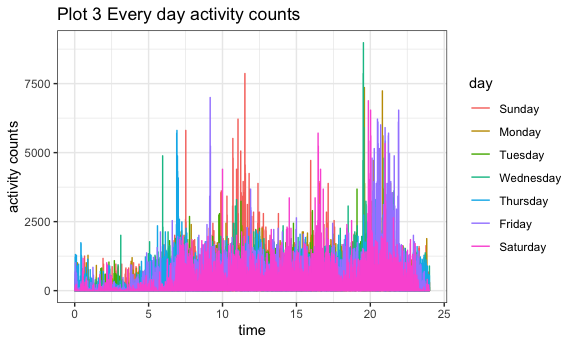 Plot 3 Every day activity counts
activity counts
7500
5000
2500
0
0 5 10 15 20 25
time
day
Sunday
Monday
Tuesday
Wednesday
Thursday
Friday
Saturday